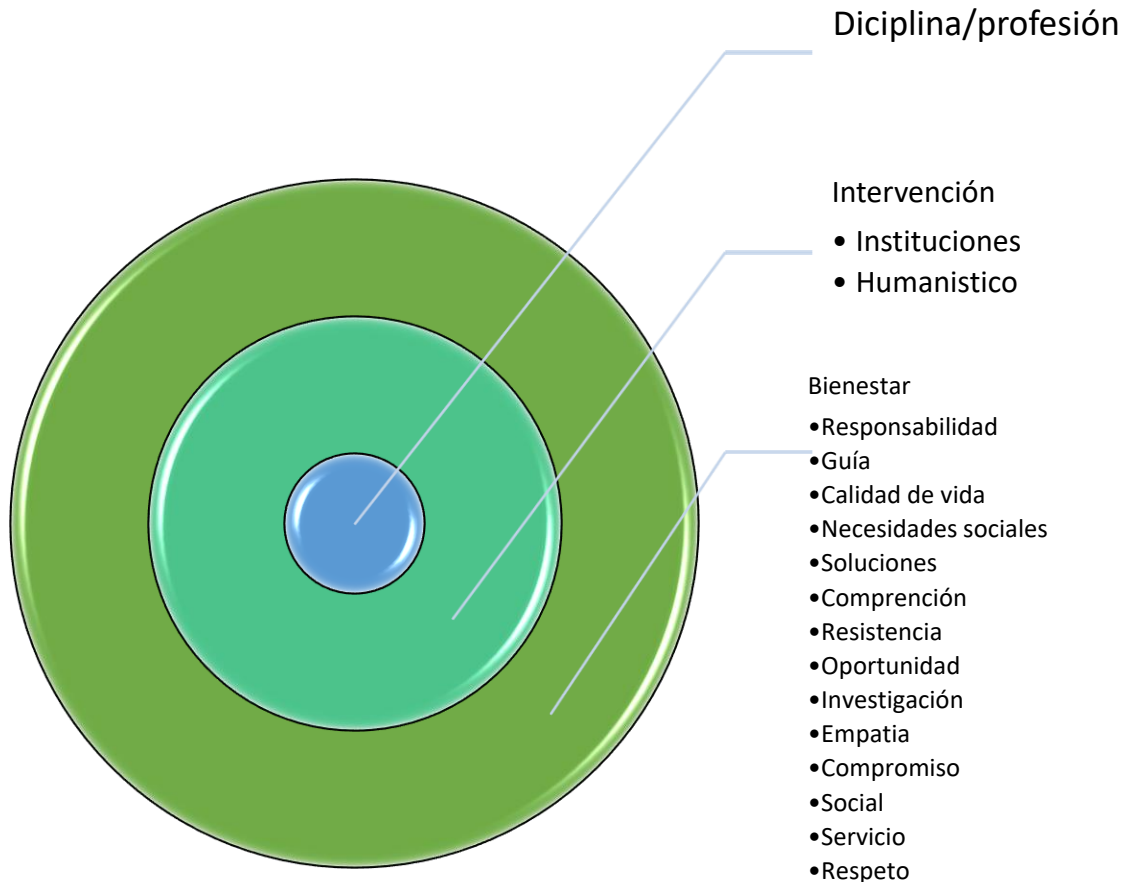 Diciplina/profesión
Intervención
• Instituciones
• Humanistico
Bienestar
•Responsabilidad
•Guía
•Calidad de vida
•Necesidades sociales
•Soluciones
•Comprención
•Resistencia
•Oportunidad
•Investigación
•Empatia
•Compromiso
•Social
•Servicio
•Respeto